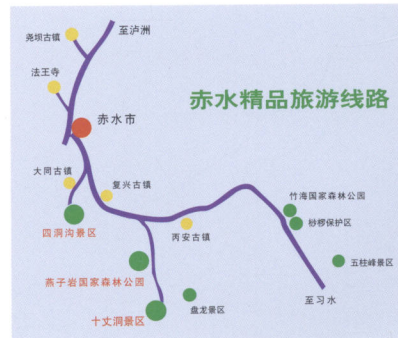 至泸洲
尧坝古镇
法王寺
赤水精品旅游线路
赤水市
大同古镇
复兴古镇
竹海国家森林公园
桫椤保护区
四洞沟景区
丙安古镇
五柱峰景区
燕子岩国家森林公园
至习水
盘龙景区
十丈洞景区